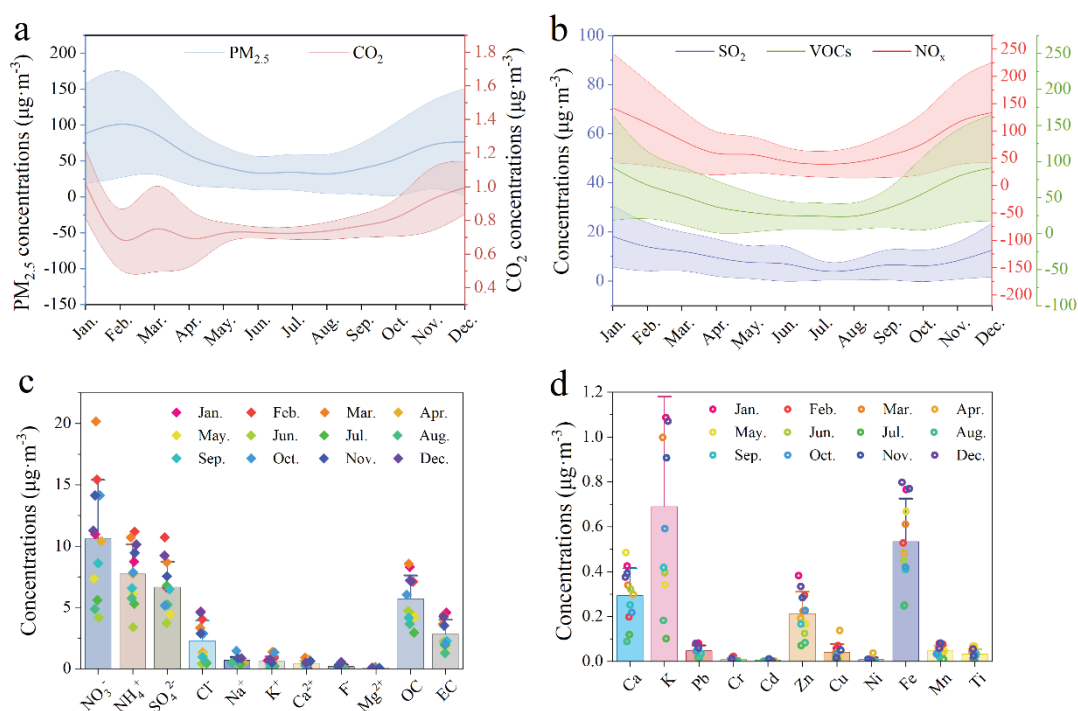 a
PM2.5 CO2
225
200
150
100
50
0
-50
-100
-150
PM2.5 concentrations (μg·m-3)
1.9
1.8
1.6
1.4
1.2
1.0
0.8
0.6
0.4
CO2 concentrations (μg·m-3)
Jan. Feb. Mar. Apr. May. Jun. Jul. Aug. Sep. Oct. Nov. Dec.
b
SO2 VOCs NOx
100
80
60
40
20
0
Concentrations (μg·m-3)
250
200
150
100
50
0
-50
-100
-150
-200
250
200
150
100
50
0
-50
-100
Jan. Feb. Mar. Apr. May. Jun. Jul. Aug. Sep. Oct. Nov. Dec.
c
Jan. Feb. Mar. Apr.
May. Jun. Jul. Aug.
Sep. Oct. Nov. Dec.
20
15
10
5
0
Concentrations (μg·m-3)
NO3- NH4+ SO42- Cl- Na+ K+ Ca2+ F- Mg2+ OC EC
d
Jan. Feb. Mar. Apr.
May. Jun. Jul. Aug.
Sep. Oct. Nov. Dec.
1.2
1.0
0.8
0.6
0.4
0.2
0.0
Concentrations (μg·m-3)
Ca K Pb Cr Cd Zn Cu Ni Fe Mn Ti